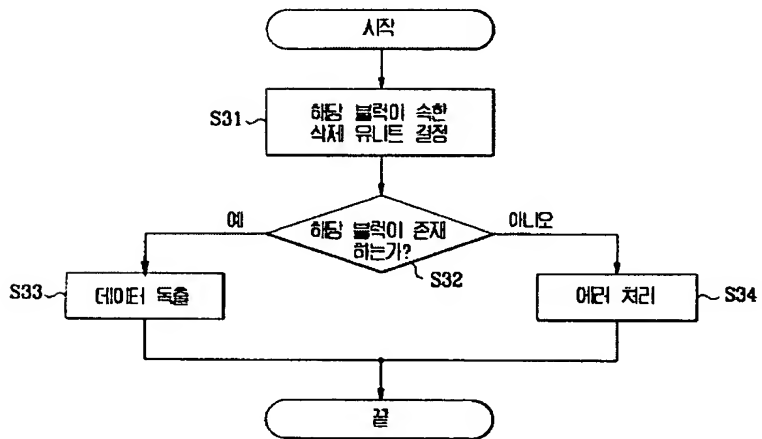 시작
S31
해당 블럭이 속한
삭제 유니트 결정
예
해당 블럭이 존재
하는가?
아니오
S32
S33
데이터 독출
에러 처리
S34
끝